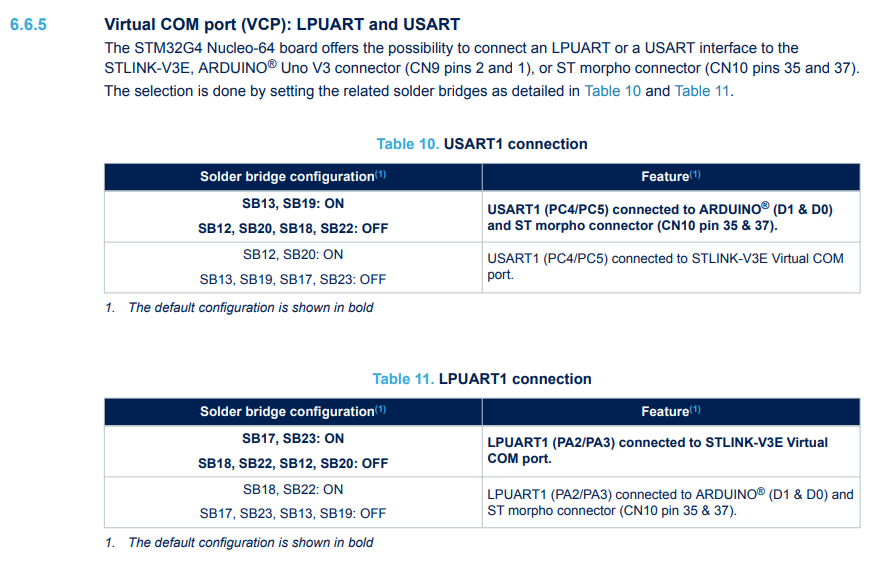 6.6.5 Virtual COM port (VCP): LPUART and USART
The STM32G4 Nucleo-64 board offers the possibility to connect an LPUART or a USART interface to the
STLINK-V3E, ARDUINO® Uno V3 connector (CN9 pins 2 and 1), or ST morpho connector (CN10 pins 35 and 37).
The selection is done by setting the related solder bridges as detailed in Table 10 and Table 11.
Table 10. USART1 connection
Solder bridge configuration(1) Feature(1)
SB13, SB19: ON
SB12, SB20, SB18, SB22: OFF
USART1 (PC4/PC5) connected to ARDUINO® (D1 & D0)
and ST morpho connector (CN10 pin 35 & 37).
SB12, SB20: ON
SB13, SB19, SB17, SB23: OFF
USART1 (PC4/PC5) connected to STLINK-V3E Virtual COM
port.
1. The default configuration is shown in bold
Table 11. LPUART1 connection
Solder bridge configuration(1) Feature(1)
SB17, SB23: ON
SB18, SB22, SB12, SB20: OFF
LPUART1 (PA2/PA3) connected to STLINK-V3E Virtual
COM port.
SB18, SB22: ON
SB17, SB23, SB13, SB19: OFF
LPUART1 (PA2/PA3) connected to ARDUINO® (D1 & D0) and
ST morpho connector (CN10 pin 35 & 37).
1. The default configuration is shown in bold